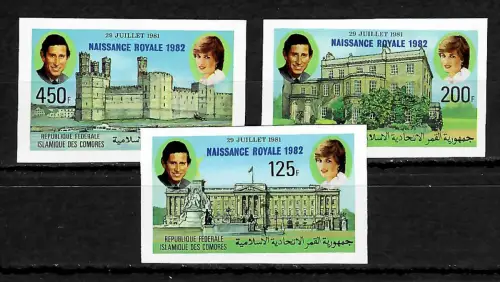 29 JUILLET 1981
NAISSANCE ROYALE 1982
450F
REPUBLIQUE FEDERALE
ISLAMIQUE DES COMORES
29 JUILLET 1981
NAISSANCE ROYALE 1982
200F
جمهورية القمر الاتحادية الاسلامية
29 JUILLET 1981
NAISSANCE ROYALE 1982
125F
REPUBLIQUE FEDERALE
ISLAMIQUE DES COMORES
جمهورية القمر الاتحادية الاسلامية